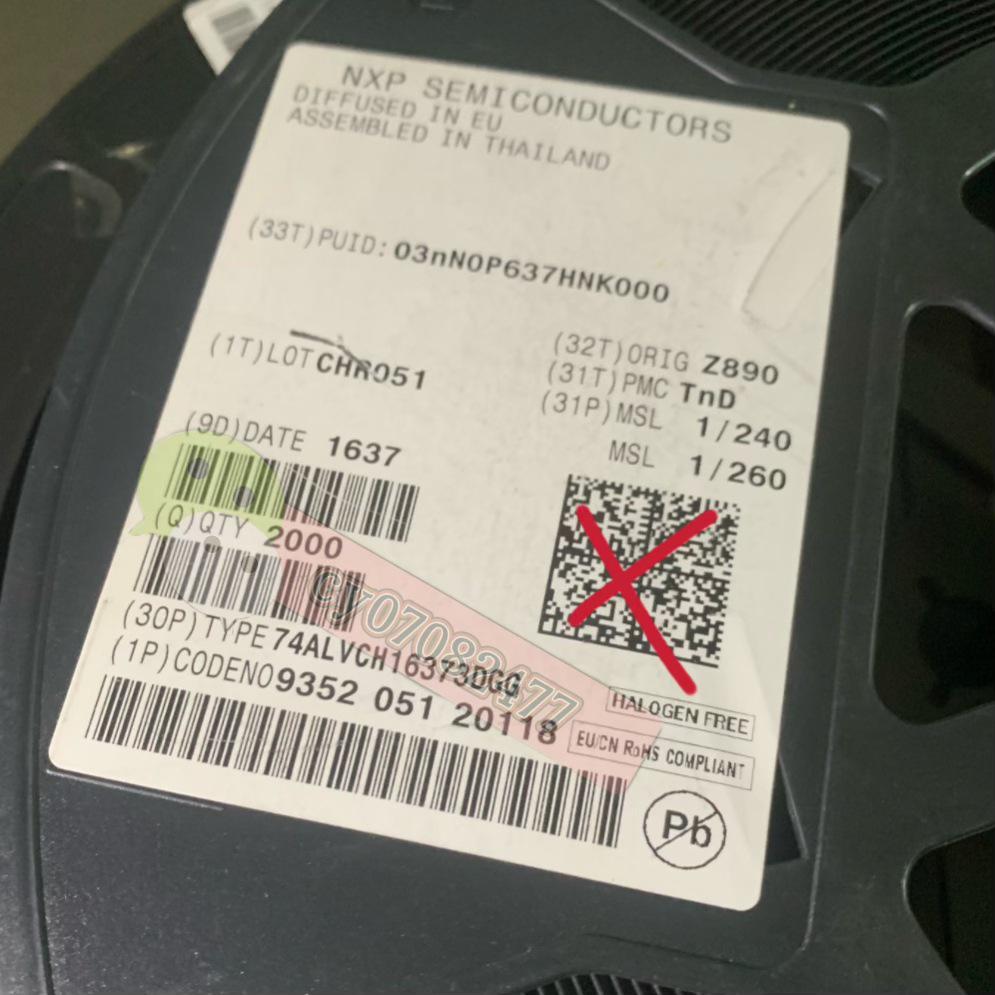 NXP SEMICONDUCTORS
DIFFUSED IN EU
ASSEMBLED IN THAILAND
(33T)PUID: 03nN0P637HNK000
(1T)LOT CHR051
(32T)ORIG Z890
(31T)PMC TnD
(31P)MSL 1/240
MSL 1/260
(9D)DATE 1637
(Q)QTY 2000
(30P)TYPE 74ALVCH16373DGG
(1P)CODENO 9352 051 20118
cy07082477
HALOGEN FREE
EU/CN RoHS COMPLIANT
Pb